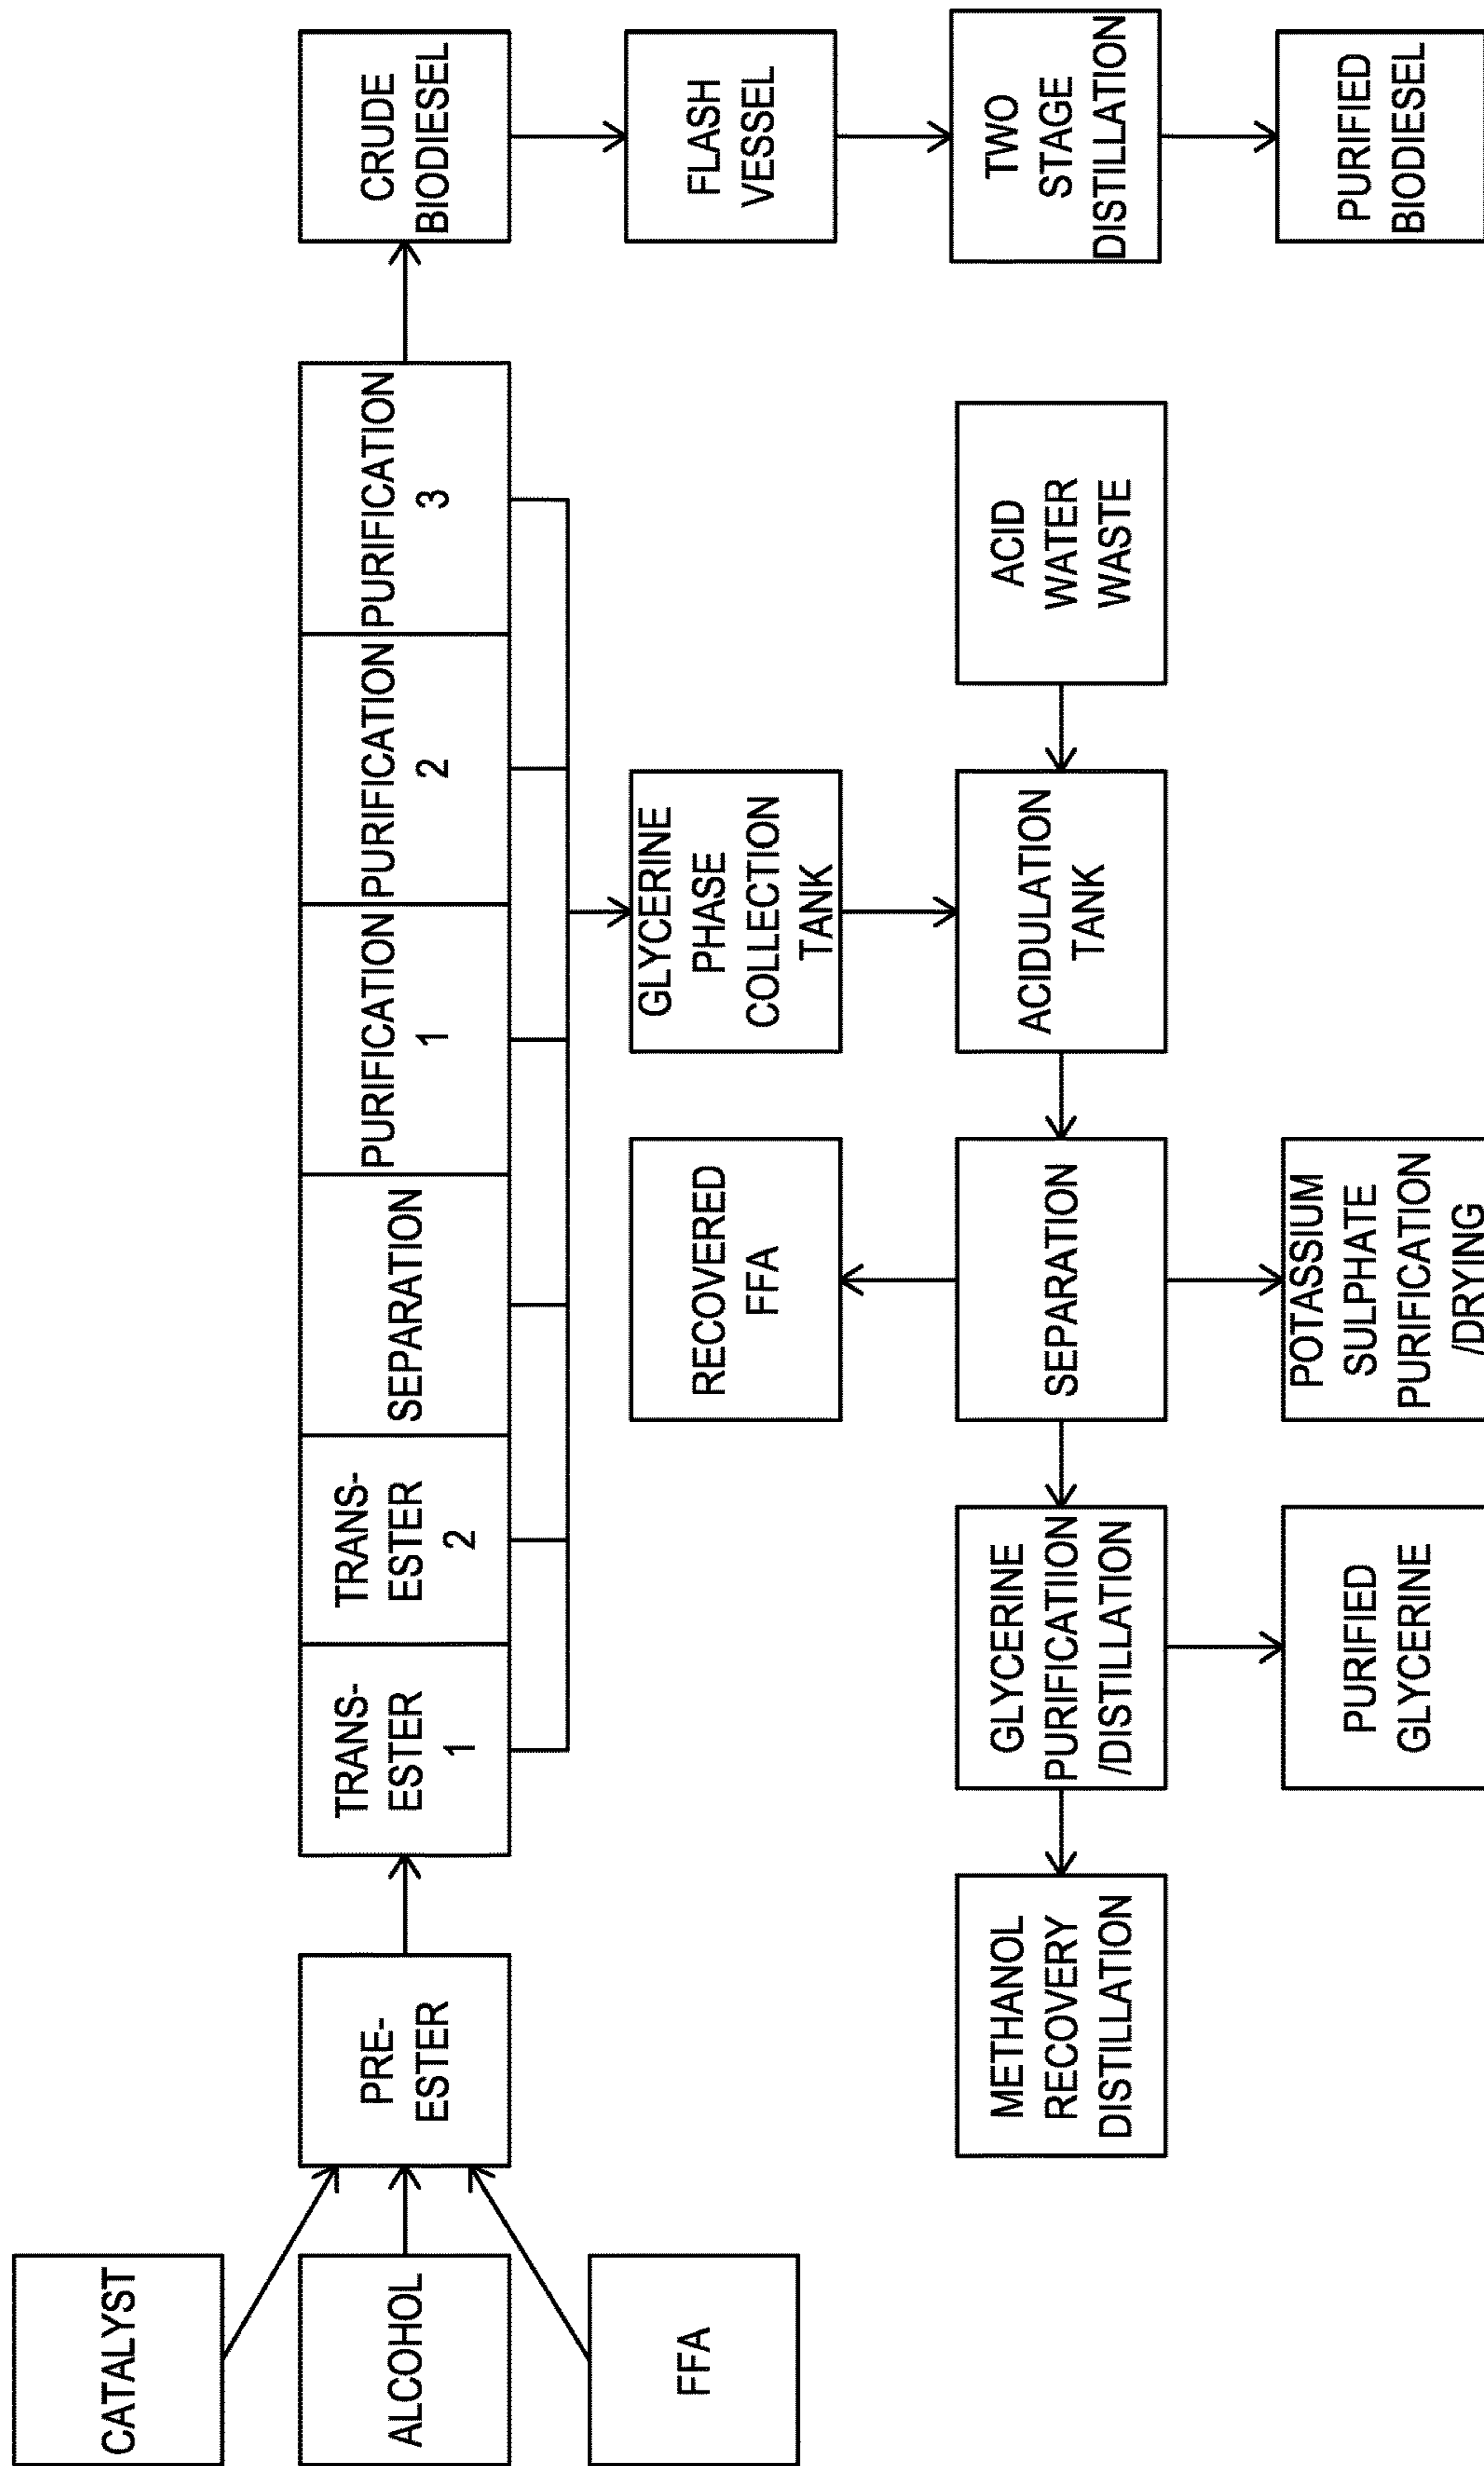 CATALYST
ALCOHOL
FFA
PRE-
ESTER
TRANS-
ESTER
1
TRANS-
ESTER
2
SEPARATION
PURIFICATION
1
PURIFICATION
2
PURIFICATION
3
CRUDE
BIODIESEL
FLASH
VESSEL
TWO
STAGE
DISTILLATION
PURIFIED
BIODIESEL
GLYCERINE
PHASE
COLLECTION
TANK
ACID
WATER
WASTE
ACIDULATION
TANK
SEPARATION
RECOVERED
FFA
POTASSIUM
SULPHATE
PURIFICATION
/DRYING
GLYCERINE
PURIFICATIION
/DISTILLATION
PURIFIED
GLYCERINE
METHANOL
RECOVERY
DISTILLATION